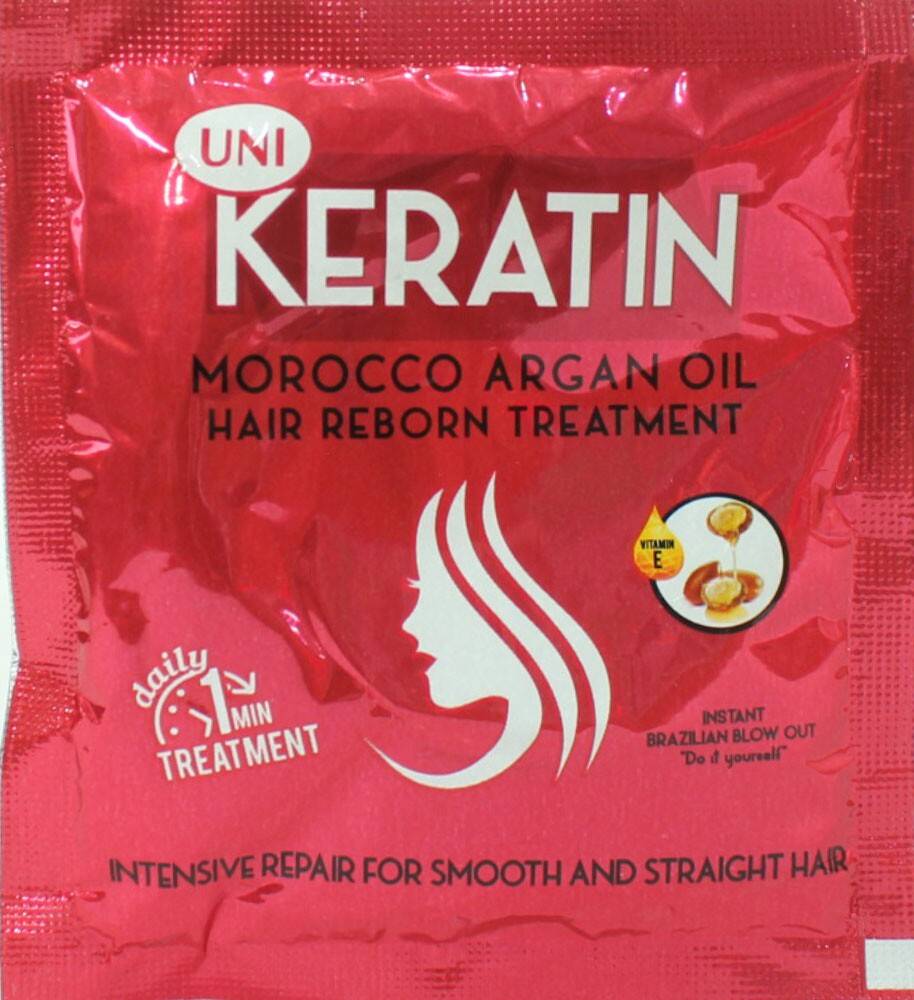 UNI
KERATIN
MOROCCO ARGAN OIL
HAIR REBORN TREATMENT
VITAMIN
E
daily
1
MIN
TREATMENT
INSTANT
BRAZILIAN BLOW OUT
"Do it yourself"
INTENSIVE REPAIR FOR SMOOTH AND STRAIGHT HAIR